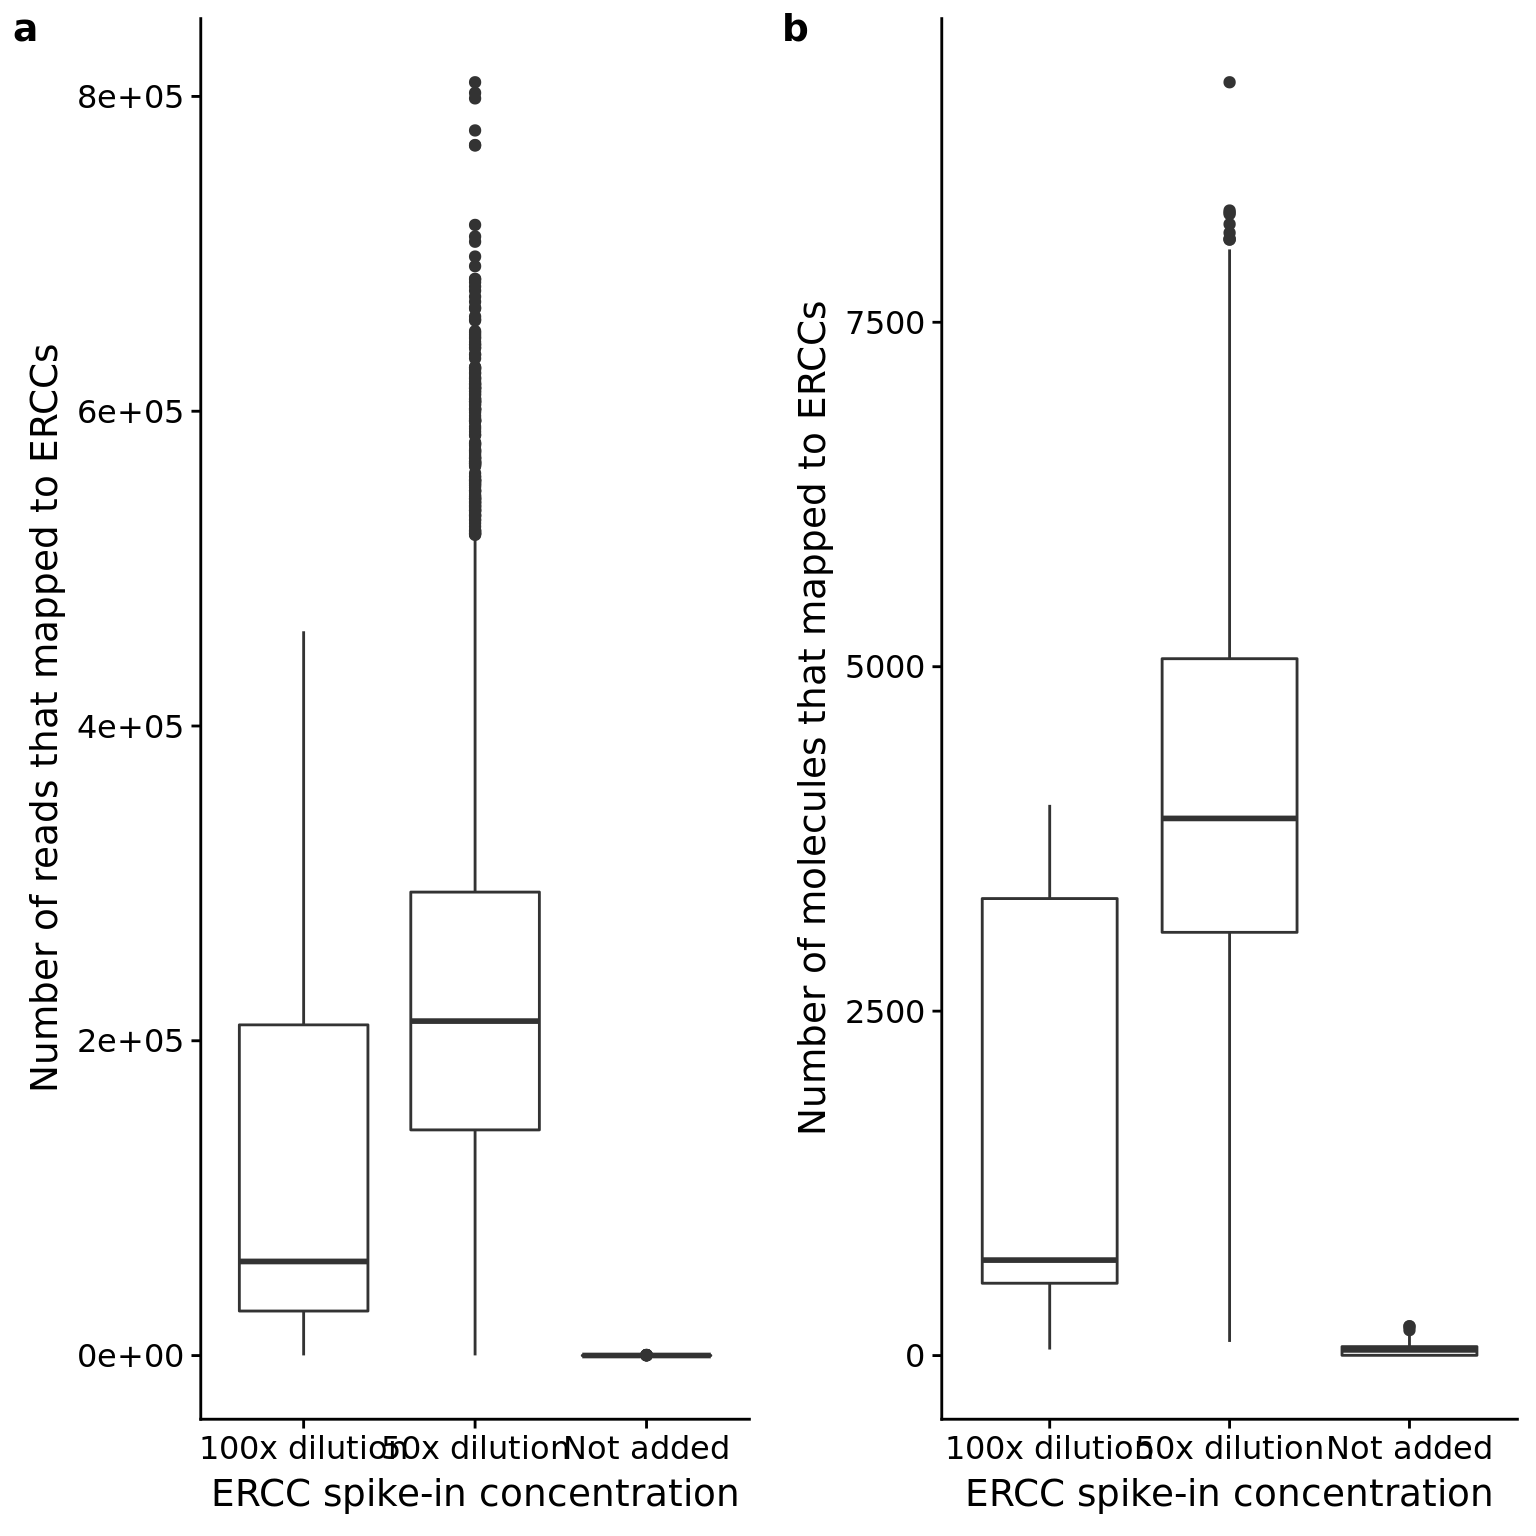 a
Number of reads that mapped to ERCCs
8e+05
6e+05
4e+05
2e+05
0e+00
100x dilution
50x dilution
Not added
ERCC spike-in concentration
b
Number of molecules that mapped to ERCCs
7500
5000
2500
0
100x dilution
50x dilution
Not added
ERCC spike-in concentration